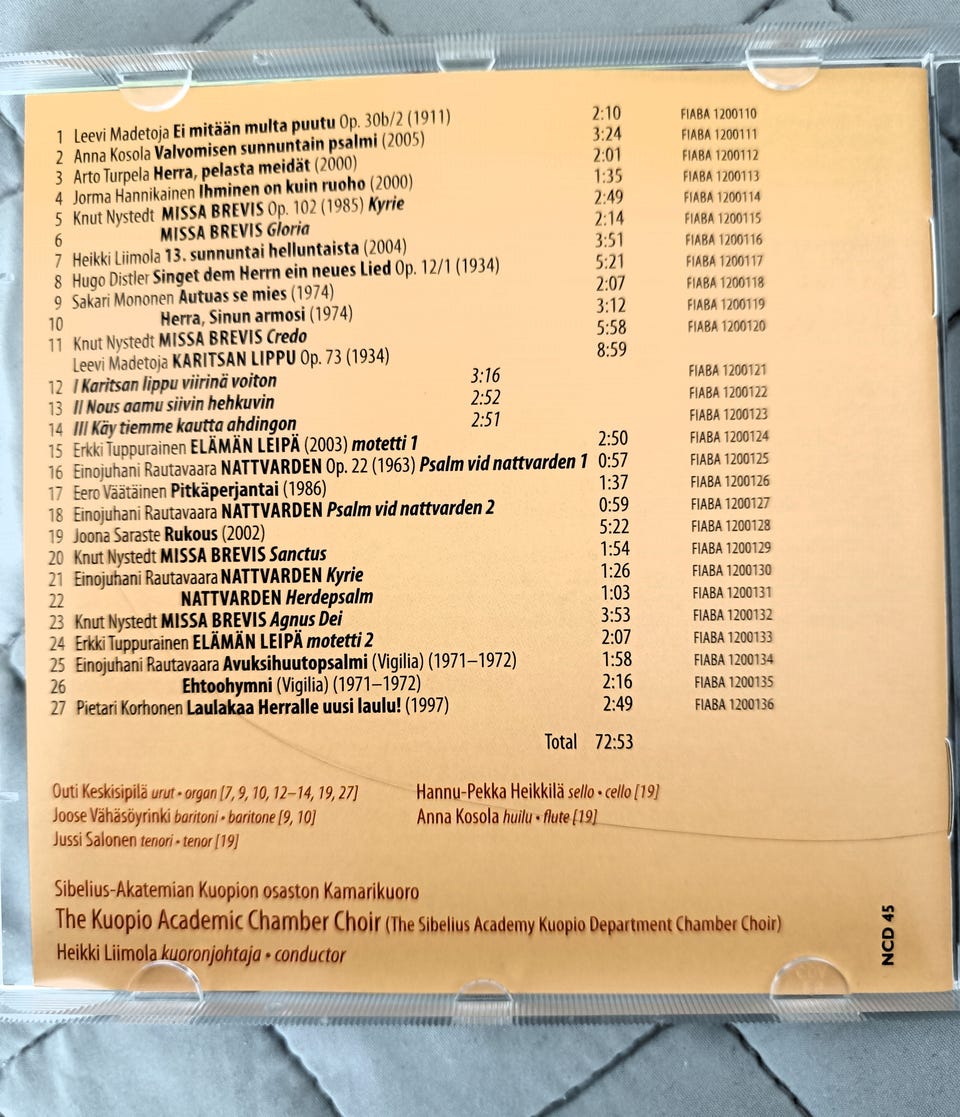 1 Leevi Madetoja Ei mitään multa puutu Op. 30b/2 (1911) 2:10 FIABA 1200110
2 Anna Kosola Valvomisen sunnuntain psalmi (2005) 3:24 FIABA 1200111
3 Arto Turpela Herra, pelasta meidät (2000) 2:01 FIABA 1200112
4 Jorma Hannikainen Ihminen on kuin ruoho (2000) 1:35 FIABA 1200113
5 Knut Nystedt MISSA BREVIS Op. 102 (1985) Kyrie 2:49 FIABA 1200114
6 MISSA BREVIS Gloria 2:14 FIABA 1200115
7 Heikki Liimola 13. sunnuntai helluntaista (2004) 3:51 FIABA 1200116
8 Hugo Distler Singet dem Herrn ein neues Lied Op. 12/1 (1934) 5:21 FIABA 1200117
9 Sakari Mononen Autuas se mies (1974) 2:07 FIABA 1200118
10 Herra, Sinun armosi (1974) 3:12 FIABA 1200119
11 Knut Nystedt MISSA BREVIS Credo 5:58 FIABA 1200120
Leevi Madetoja KARITSAN LIPPU Op. 73 (1934) 8:59
12 I Karitsan lippu viirinä voiton 3:16 FIABA 1200121
13 II Nous aamu siivin hehkuvin 2:52 FIABA 1200122
14 III Käy tiemme kautta ahdingon 2:51 FIABA 1200123
15 Erkki Tuppurainen ELÄMÄN LEIPÄ (2003) motetti 1 2:50 FIABA 1200124
16 Einojuhani Rautavaara NATTVARDEN Op. 22 (1963) Psalm vid nattvarden 1 0:57 FIABA 1200125
17 Eero Väätäinen Pitkäperjantai (1986) 1:37 FIABA 1200126
18 Einojuhani Rautavaara NATTVARDEN Psalm vid nattvarden 2 0:59 FIABA 1200127
19 Joona Saraste Rukous (2002) 5:22 FIABA 1200128
20 Knut Nystedt MISSA BREVIS Sanctus 1:54 FIABA 1200129
21 Einojuhani Rautavaara NATTVARDEN Kyrie 1:26 FIABA 1200130
22 NATTVARDEN Herdepsalm 1:03 FIABA 1200131
23 Knut Nystedt MISSA BREVIS Agnus Dei 3:53 FIABA 1200132
24 Erkki Tuppurainen ELÄMÄN LEIPÄ motetti 2 2:07 FIABA 1200133
25 Einojuhani Rautavaara Avuksihuutopsalmi (Vigilia) (1971–1972) 1:58 FIABA 1200134
26 Ehtoohymni (Vigilia) (1971–1972) 2:16 FIABA 1200135
27 Pietari Korhonen Laulakaa Herralle uusi laulu! (1997) 2:49 FIABA 1200136
Total 72:53
Outi Keskisipilä urut • organ [7, 9, 10, 12–14, 19, 27]
Joose Vähäsöyrinki baritoni • baritone [9, 10]
Jussi Salonen tenori • tenor [19]
Hannu-Pekka Heikkilä sello • cello [19]
Anna Kosola huilu • flute [19]
Sibelius-Akatemian Kuopion osaston Kamarikuoro
The Kuopio Academic Chamber Choir (The Sibelius Academy Kuopio Department Chamber Choir)
Heikki Liimola kuoronjohtaja • conductor
NCD 45